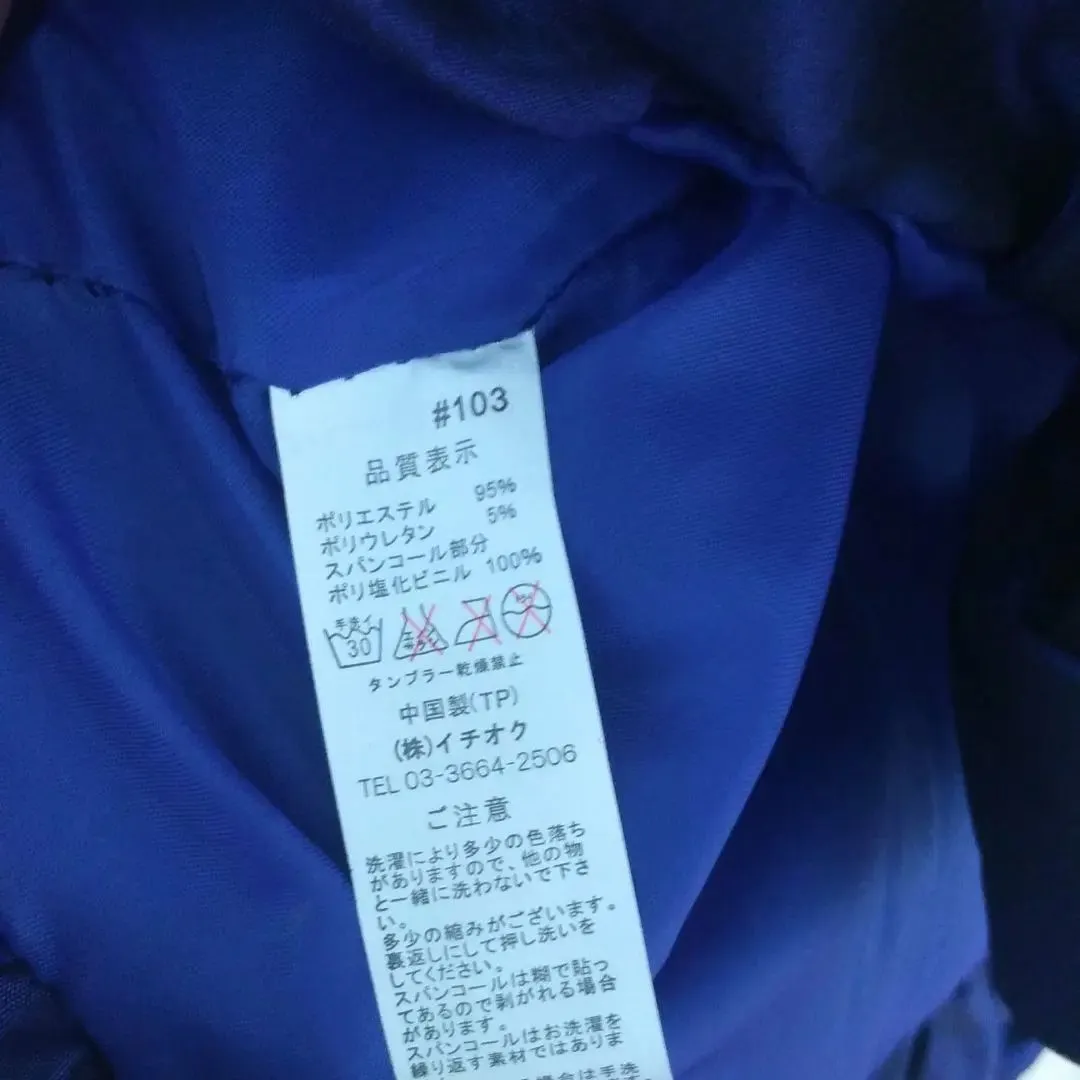 #103
品質表示
ポリエステル 95%
ポリウレタン 5%
スパンコール部分
ポリ塩化ビニル 100%
手洗イ
30
タンブラー乾燥禁止
中国製(TP)
(株)イチオク
TEL 03-3664-2506
ご注意
洗濯により多少の色落ち
がありますので、他の物
と一緒に洗わないで下さ
い。
多少の縮みがございます。
裏返しにして押し洗いを
してください。
スパンコールは糊で貼っ
てあるので剥がれる場合
があります。
スパンコールはお洗濯を
繰り返す素材ではありま
場合は手洗